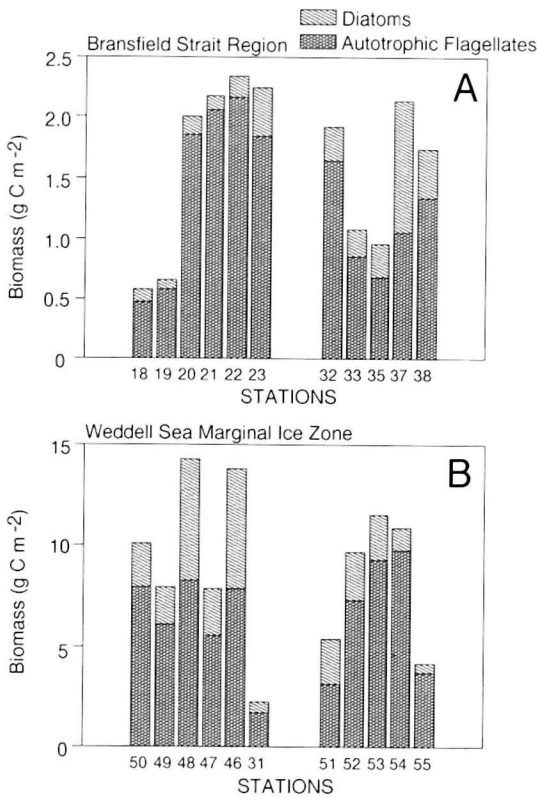 Diatoms
Bransfield Strait Region Autotrophic Flagellates
A
2.5
2.0
1.5
1.0
0.5
0
Biomass (g C m-2)
18 19 20 21 22 23 32 33 35 37 38
STATIONS
Weddell Sea Marginal Ice Zone
B
15
10
5
0
Biomass (g C m-2)
50 49 48 47 46 31 51 52 53 54 55
STATIONS